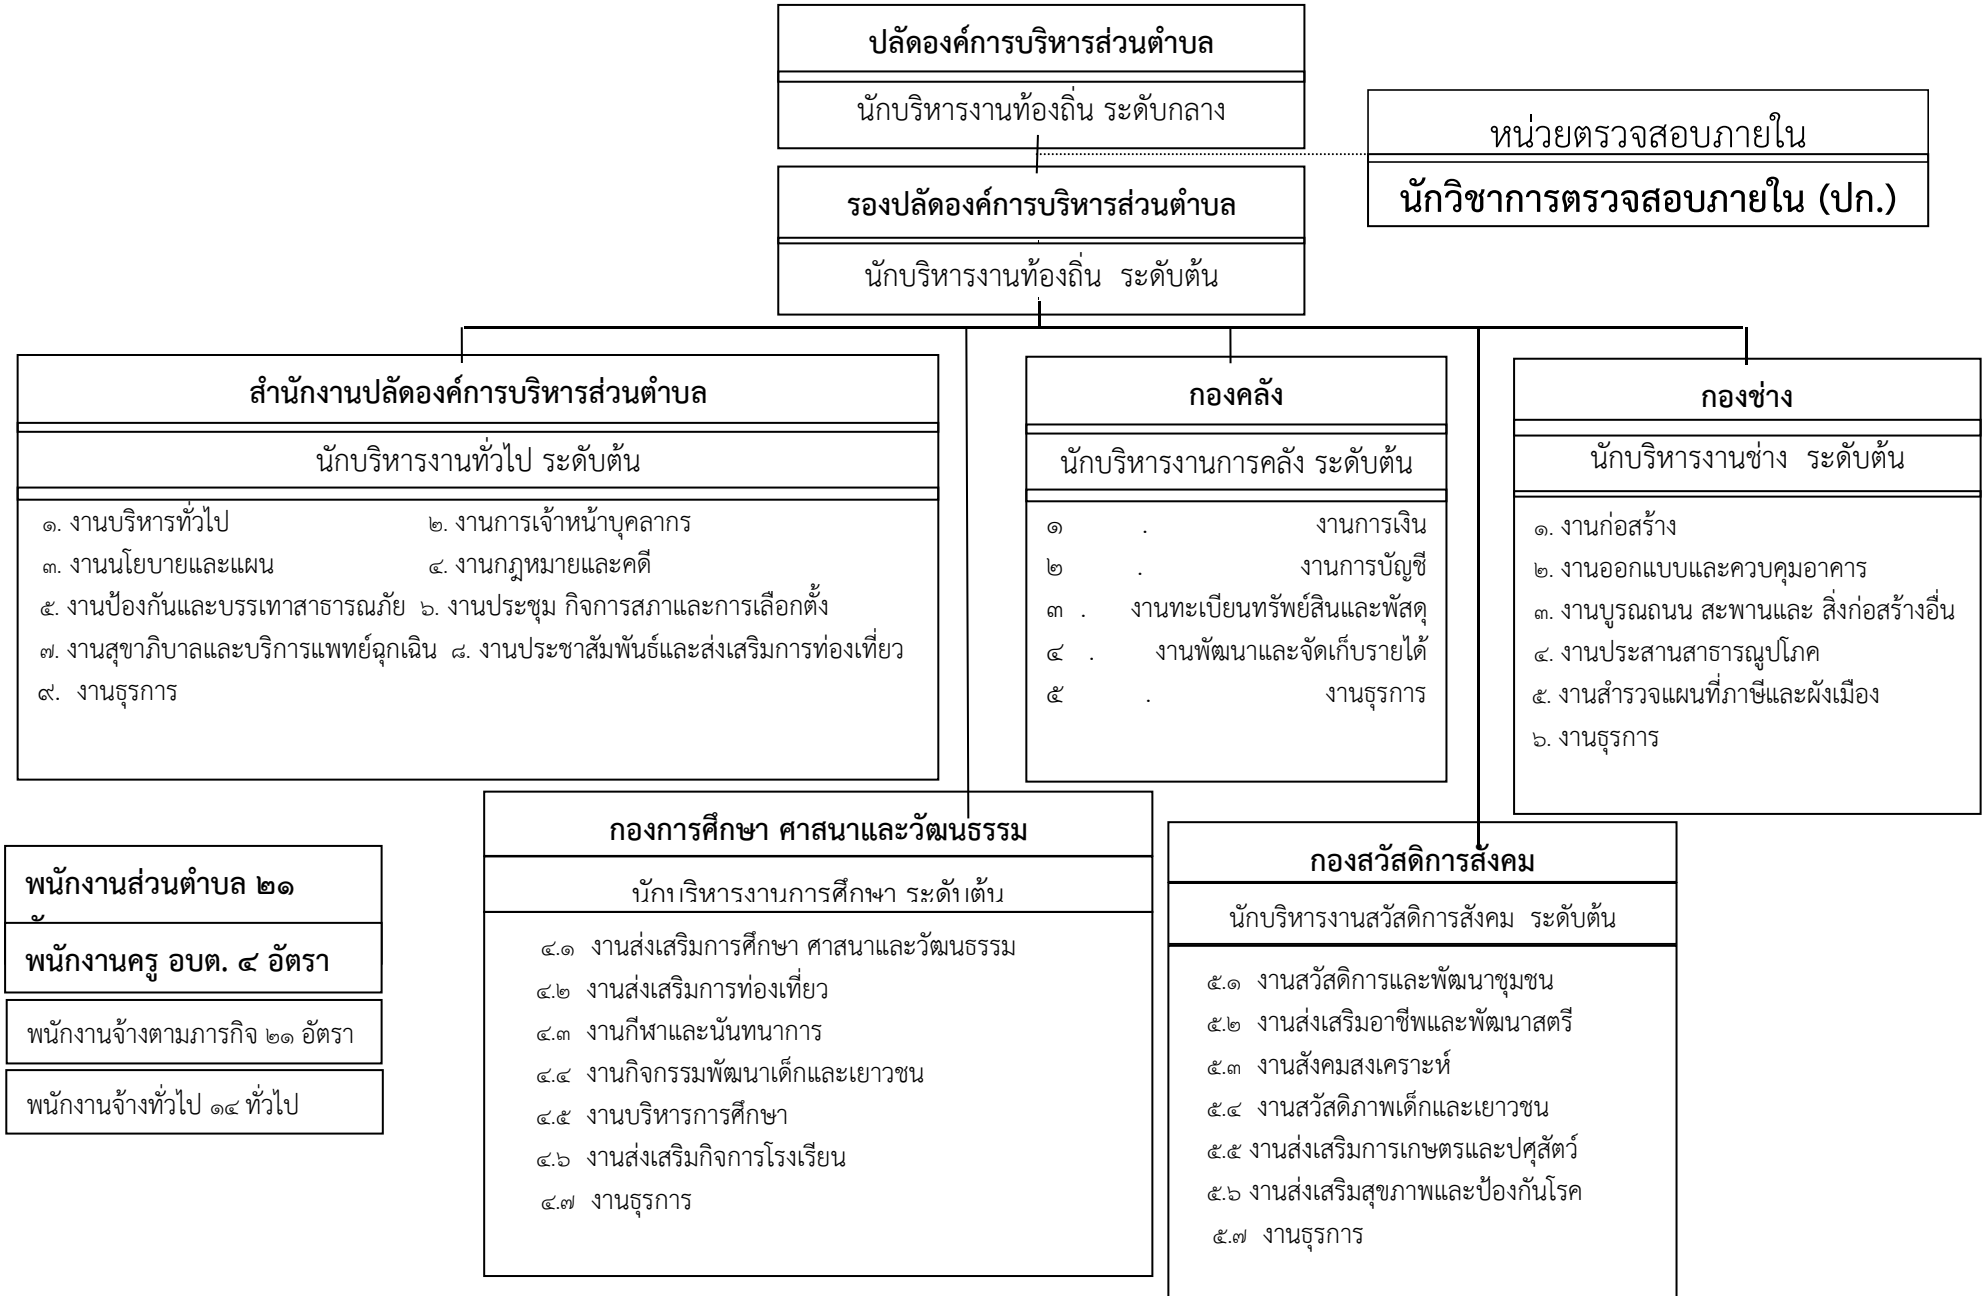 ปลัดองค์การบริหารส่วนตำบล
นักบริหารงานท้องถิ่น ระดับกลาง
หน่วยตรวจสอบภายใน
นักวิชาการตรวจสอบภายใน (ปก.)
รองปลัดองค์การบริหารส่วนตำบล
นักบริหารงานท้องถิ่น ระดับต้น
สำนักงานปลัดองค์การบริหารส่วนตำบล
นักบริหารงานทั่วไป ระดับต้น
๑. งานบริหารทั่วไป ๒. งานการเจ้าหน้าบุคลากร
๓. งานนโยบายและแผน ๔. งานกฎหมายและคดี
๕. งานป้องกันและบรรเทาสาธารณภัย ๖. งานประชุม กิจการสภาและการเลือกตั้ง
๗. งานสุขาภิบาลและบริการแพทย์ฉุกเฉิน ๘. งานประชาสัมพันธ์และส่งเสริมการท่องเที่ยว
๙. งานธุรการ
กองคลัง
นักบริหารงานการคลัง ระดับต้น
๑ . งานการเงิน
๒ . งานการบัญชี
๓ . งานทะเบียนทรัพย์สินและพัสดุ
๔ . งานพัฒนาและจัดเก็บรายได้
๕ . งานธุรการ
กองช่าง
นักบริหารงานช่าง ระดับต้น
๑. งานก่อสร้าง
๒. งานออกแบบและควบคุมอาคาร
๓. งานบูรณถนน สะพานและ สิ่งก่อสร้างอื่น
๔. งานประสานสาธารณูปโภค
๕. งานสำรวจแผนที่ภาษีและผังเมือง
๖. งานธุรการ
กองการศึกษา ศาสนาและวัฒนธรรม
นักบริหารงานการศึกษา ระดับต้น
๔.๑ งานส่งเสริมการศึกษา ศาสนาและวัฒนธรรม
๔.๒ งานส่งเสริมการท่องเที่ยว
๔.๓ งานกีฬาและนันทนาการ
๔.๔ งานกิจกรรมพัฒนาเด็กและเยาวชน
๔.๕ งานบริหารการศึกษา
๔.๖ งานส่งเสริมกิจการโรงเรียน
๔.๗ งานธุรการ
กองสวัสดิการสังคม
นักบริหารงานสวัสดิการสังคม ระดับต้น
๕.๑ งานสวัสดิการและพัฒนาชุมชน
๕.๒ งานส่งเสริมอาชีพและพัฒนาสตรี
๕.๓ งานสังคมสงเคราะห์
๕.๔ งานสวัสดิภาพเด็กและเยาวชน
๕.๕ งานส่งเสริมการเกษตรและปศุสัตว์
๕.๖ งานส่งเสริมสุขภาพและป้องกันโรค
๕.๗ งานธุรการ
พนักงานส่วนตำบล ๒๑
พนักงานครู อบต. ๔ อัตรา
พนักงานจ้างตามภารกิจ ๒๑ อัตรา
พนักงานจ้างทั่วไป ๑๔ ทั่วไป